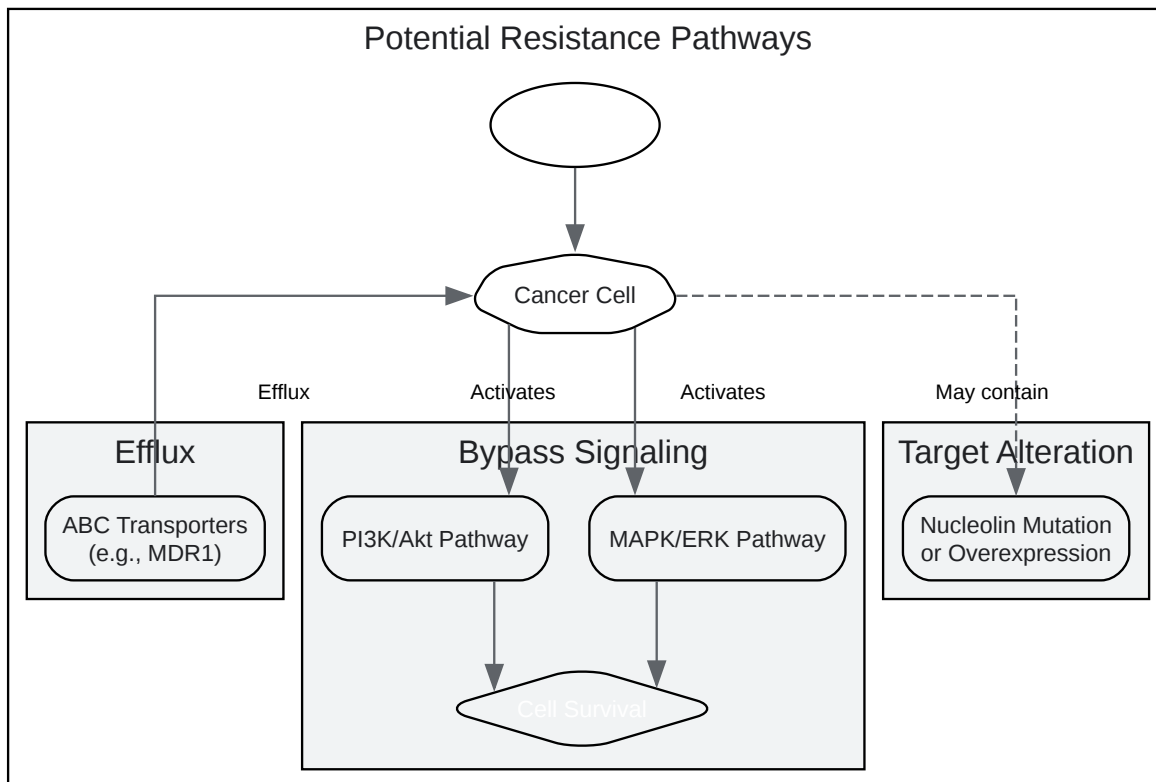 Potential Resistance Pathways
Cancer Cell
Efflux
Activates
Activates
May contain
Efflux
Bypass Signaling
Target Alteration
ABC Transporters
(e.g., MDR1)
PI3K/Akt Pathway
MAPK/ERK Pathway
Nucleolin Mutation
or Overexpression
Cell Survival